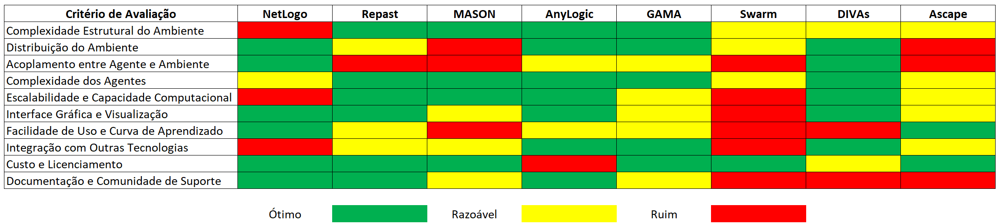 Critério de Avaliação NetLogo Repast MASON AnyLogic GAMA Swarm DIVAs Ascape
Complexidade Estrutural do Ambiente
Distribuição do Ambiente
Acoplamento entre Agente e Ambiente
Complexidade dos Agentes
Escalabilidade e Capacidade Computacional
Interface Gráfica e Visualização
Facilidade de Uso e Curva de Aprendizado
Integração com Outras Tecnologias
Custo e Licenciamento
Documentação e Comunidade de Suporte
Ótimo Razoável Ruim